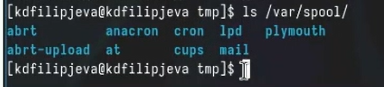 [kdfilipjeva@kdfilipjeva tmp]$ ls /var/spool/
abrt anacron cron lpd plymouth
abrt-upload at cups mail
[kdfilipjeva@kdfilipjeva tmp]$